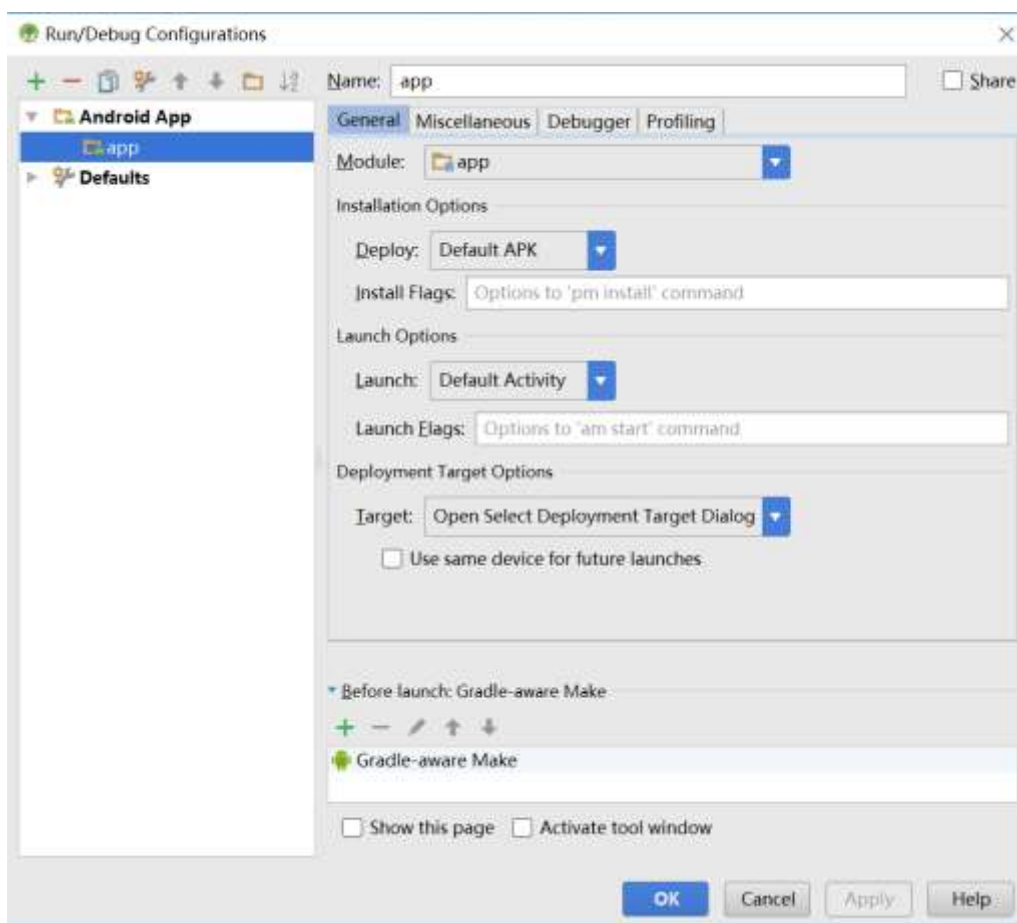 Run/Debug Configurations
Name: app
Share
Android App
app
Defaults
General Miscellaneous Debugger Profiling
Module: app
Installation Options
Deploy: Default APK
Install Flags: Options to 'pm install' command
Launch Options
Launch: Default Activity
Launch Flags: Options to 'am start' command
Deployment Target Options
Target: Open Select Deployment Target Dialog
Use same device for future launches
Before launch: Gradle-aware Make
Gradle-aware Make
Show this page Activate tool window
OK Cancel Apply Help